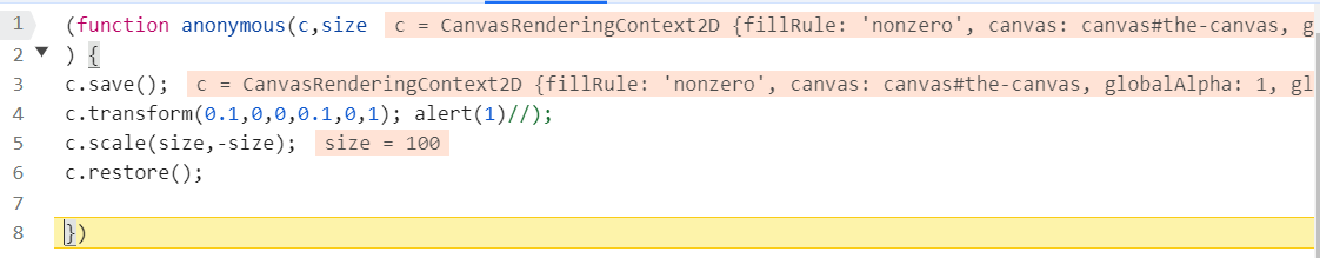 1 (function anonymous(c,size c = CanvasRenderingContext2D {fillRule: 'nonzero', canvas: canvas#the-canvas, g
2 ) {
3 c.save(); c = CanvasRenderingContext2D {fillRule: 'nonzero', canvas: canvas#the-canvas, globalAlpha: 1, gl
4 c.transform(0.1,0,0,0.1,0,1); alert(1)//);
5 c.scale(size,-size); size = 100
6 c.restore();
7
8 })